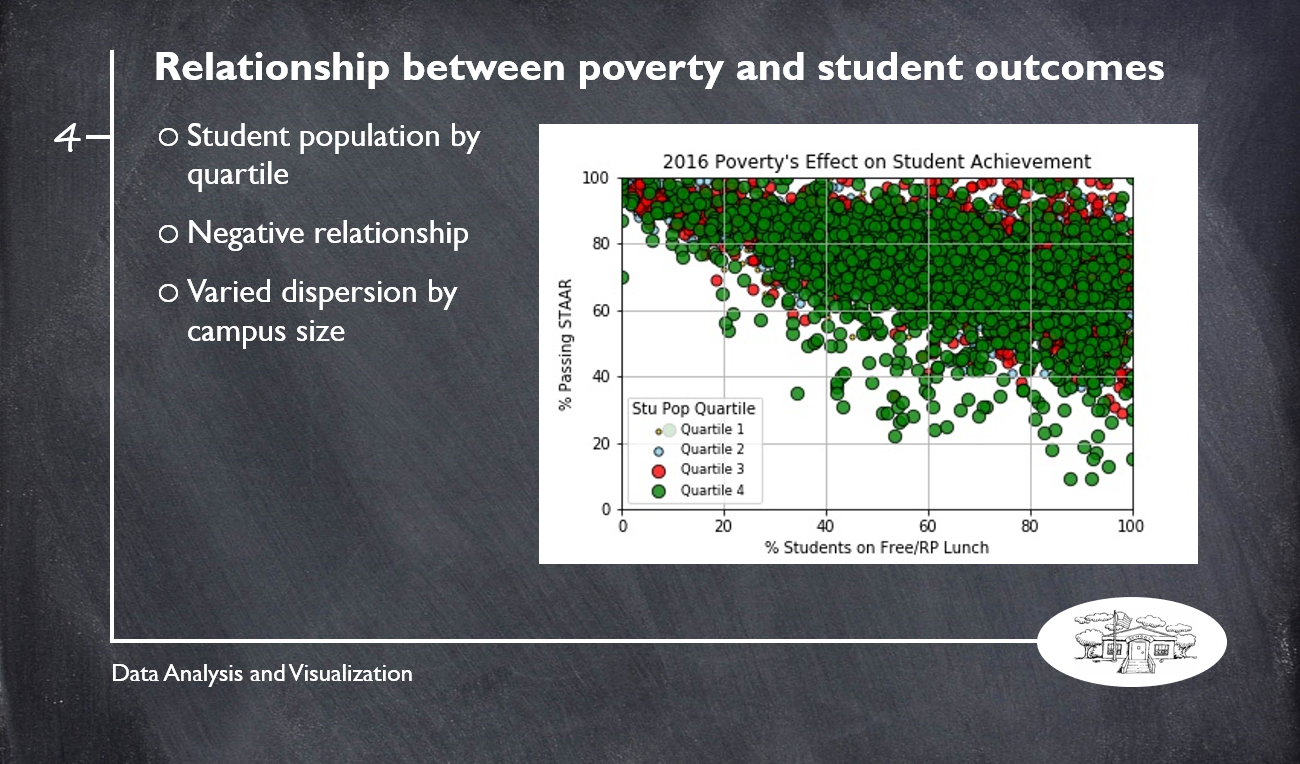 Relationship between poverty and student outcomes
4
Student population by
quartile
Negative relationship
Varied dispersion by
campus size
2016 Poverty's Effect on Student Achievement
% Passing STAAR
100
80
60
40
20
0
Stu Pop Quartile
Quartile 1
Quartile 2
Quartile 3
Quartile 4
0 20 40 60 80 100
% Students on Free/RP Lunch
Data Analysis and Visualization